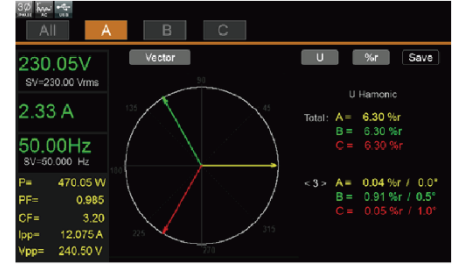 3Ø
All A B C
230.05V
SV=230.00 Vrms
2.33 A
50.00Hz
SV=50.000 Hz
P= 470.05 W
PF= 0.985
CF= 3.20
Ipp= 12.075 A
Vpp= 240.50 V
Vector
90
135
45
180
225
315
270
U %r Save
U Hamonic
Total: A= 6.30 %r
B = 6.30 %r
C = 6.30 %r
< 3 > A= 0.04 %r / 0.0°
B = 0.91 %r / 0.5°
C = 0.05 %r / 1.0°